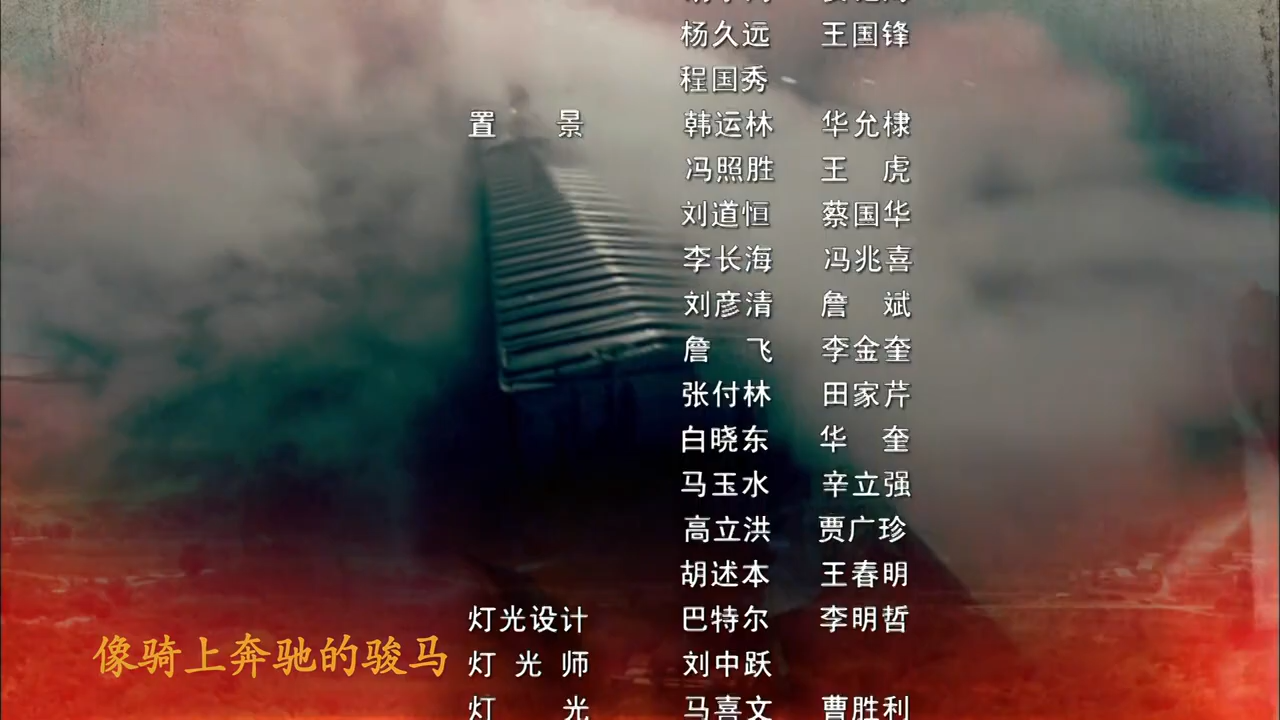 杨久远 王国锋
程国秀
置 景 韩运林 华允棣
冯照胜 王 虎
刘道恒 蔡国华
李长海 冯兆喜
刘彦清 詹 斌
詹 飞 李金奎
张付林 田家芹
白晓东 华 奎
马玉水 辛立强
高立洪 贾广珍
胡述本 王春明
灯光设计 巴特尔 李明哲
像骑上奔驰的骏马
灯 光 师 刘中跃
灯 光 马喜文 曹胜利